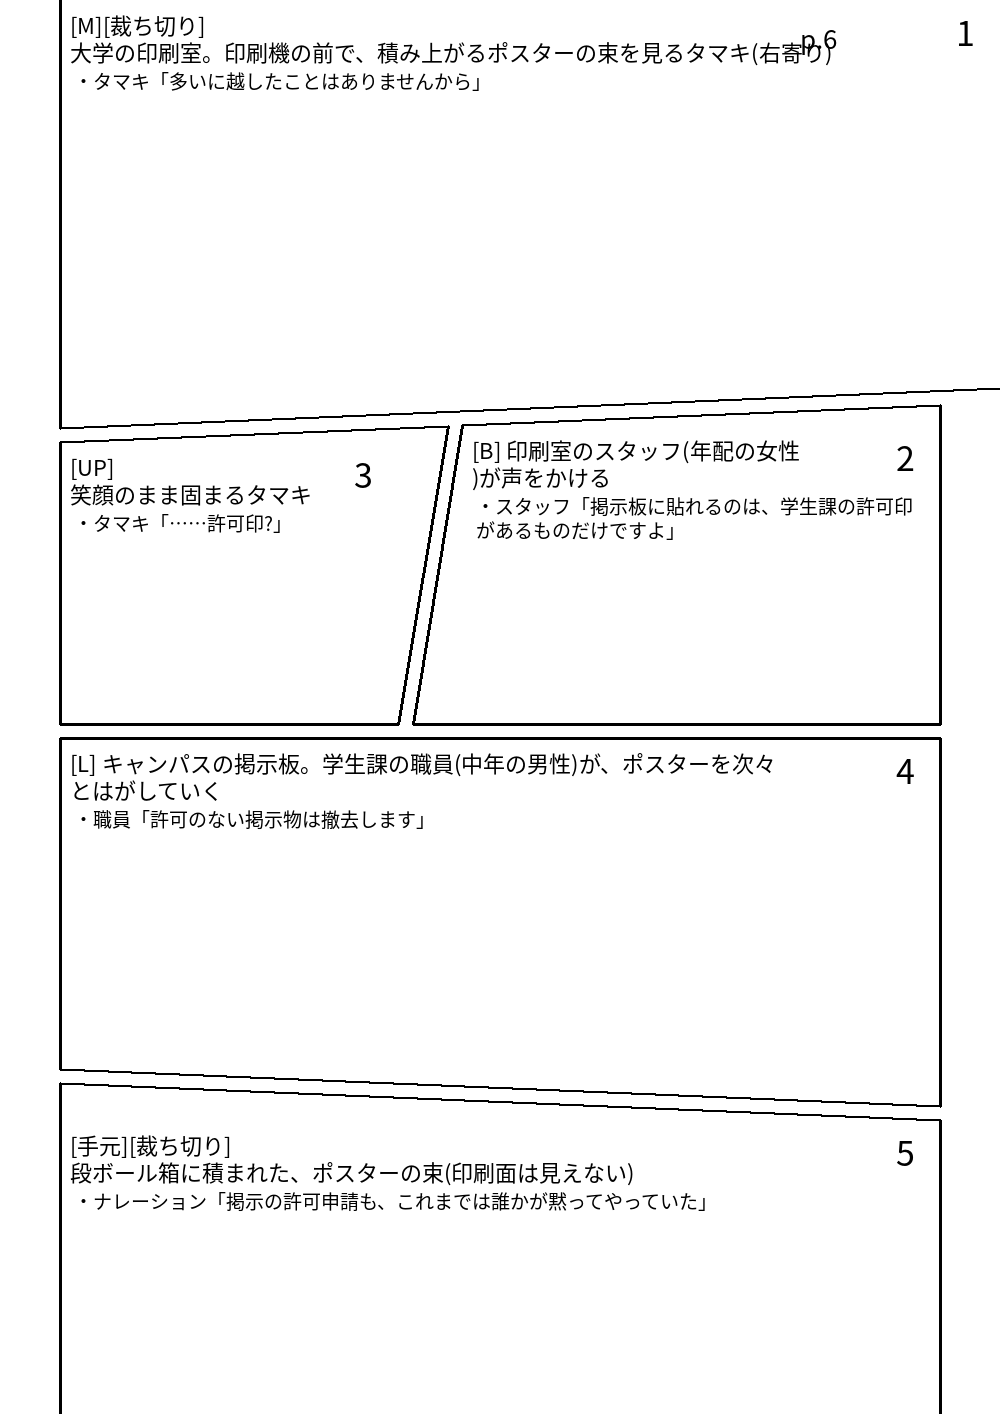 [M][裁ち切り]
大学の印刷室。印刷機の前で、積み上がるポスターの束を見るタマキ(右寄り)
・タマキ「多いに越したことはありませんから」
p.6
1
[B] 印刷室のスタッフ(年配の女性
)が声をかける
・スタッフ「掲示板に貼れるのは、学生課の許可印
があるものだけですよ」
2
[UP]
笑顔のまま固まるタマキ
・タマキ「……許可印?」
3
[L] キャンパスの掲示板。学生課の職員(中年の男性)が、ポスターを次々
とはがしていく
・職員「許可のない掲示物は撤去します」
4
[手元][裁ち切り]
段ボール箱に積まれた、ポスターの束(印刷面は見えない)
・ナレーション「掲示の許可申請も、これまでは誰かが黙ってやっていた」
5